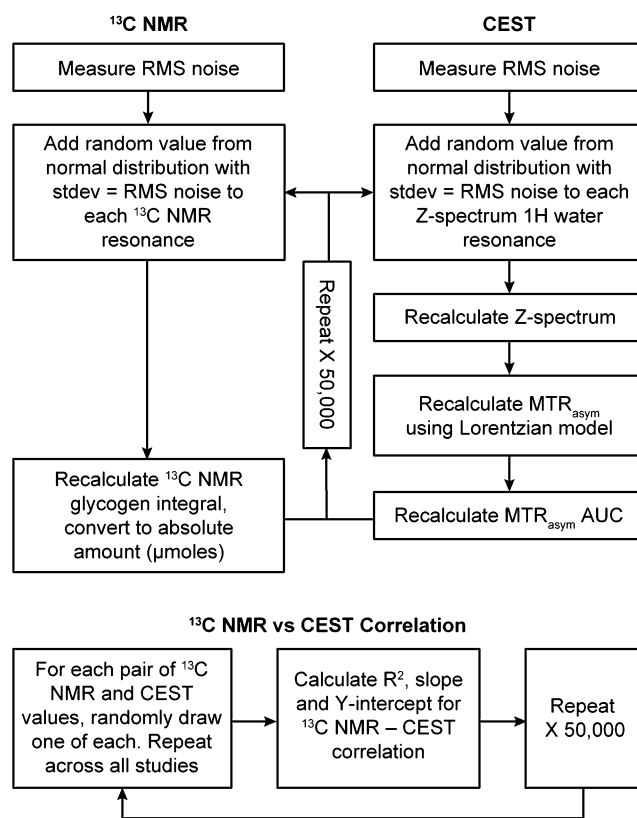 ¹³C NMR
Measure RMS noise
Add random value from
normal distribution with
stdev = RMS noise to
each ¹³C NMR
resonance
Recalculate ¹³C NMR
glycogen integral,
convert to absolute
amount (µmoles)
Repeat X 50,000
CEST
Measure RMS noise
Add random value from
normal distribution with
stdev = RMS noise to each
Z-spectrum 1H water
resonance
Recalculate Z-spectrum
Recalculate MTRasym
using Lorentzian model
Recalculate MTRasym AUC
¹³C NMR vs CEST Correlation
For each pair of ¹³C
NMR and CEST
values, randomly draw
one of each. Repeat
across all studies
Calculate R², slope
and Y-intercept for
¹³C NMR – CEST
correlation
Repeat
X 50,000